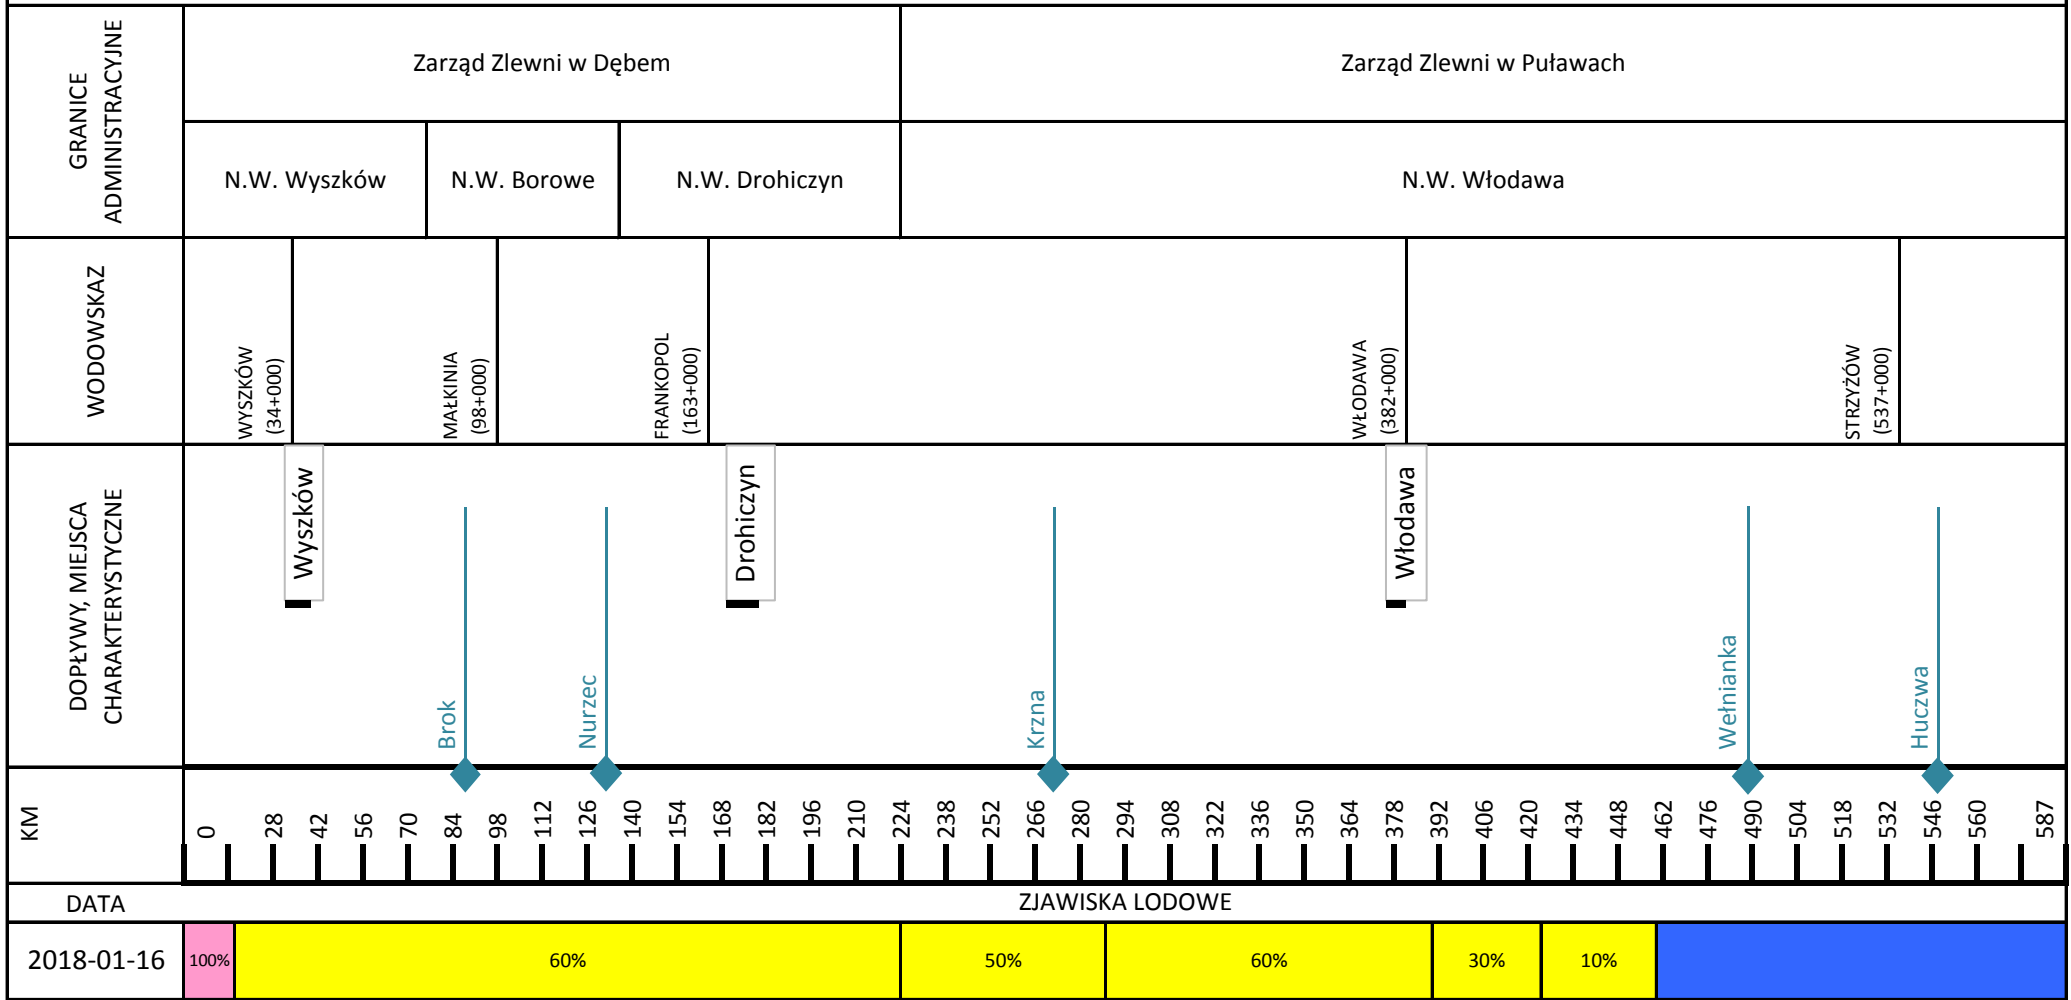 GRANICE
ADMINISTRACYJNE
Zarząd Zlewni w Dębem
Zarząd Zlewni w Puławach
N.W. Wyszków
N.W. Borowe
N.W. Drohiczyn
N.W. Włodawa
WODOWSKAZ
WYSZKÓW
(34+000)
MAŁKINIA
(98+000)
FRANKOPOL
(163+000)
WŁODAWA
(382+000)
STRZYŻÓW
(537+000)
DOPŁYWY, MIEJSCA
CHARAKTERYSTYCZNE
Wyszków
Drohiczyn
Włodawa
Brok
Nurzec
Krzna
Wełnianka
Huczwa
KM
0 28 42 56 70 84 98 112 126 140 154 168 182 196 210 224 238 252 266 280 294 308 322 336 350 364 378 392 406 420 434 448 462 476 490 504 518 532 546 560 587
DATA
ZJAWISKA LODOWE
2018-01-16
100% 60% 50% 60% 30% 10%